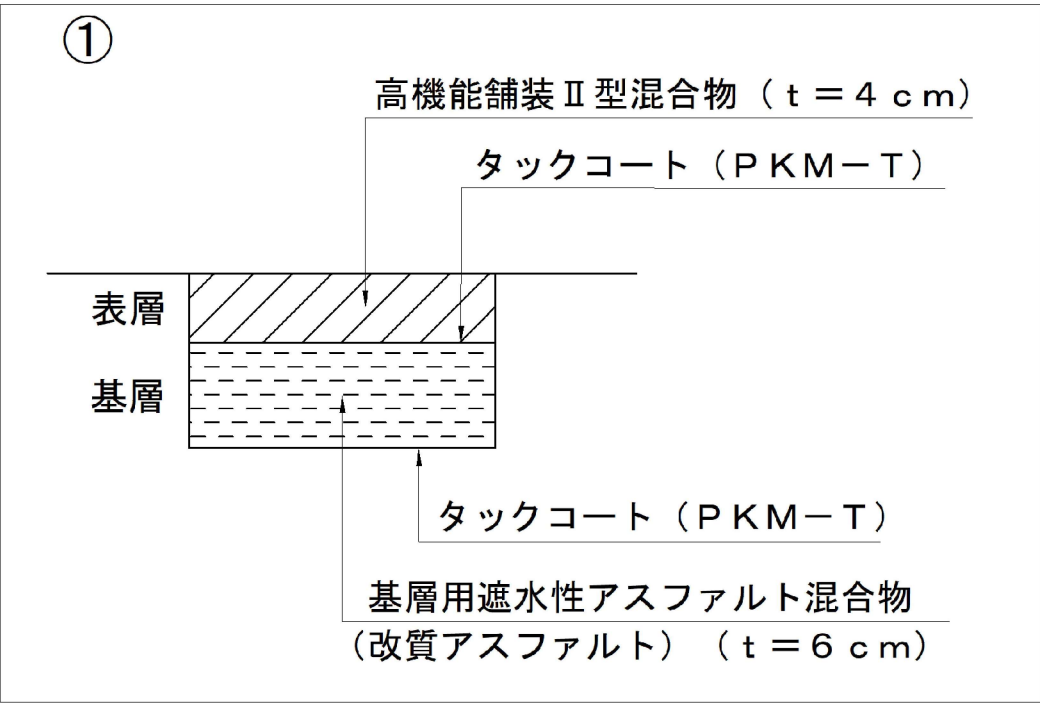 ①
高機能舗装Ⅱ型混合物（ｔ＝４ｃｍ）
タックコート（ＰＫＭ－Ｔ）
表層
基層
タックコート（ＰＫＭ－Ｔ）
基層用遮水性アスファルト混合物
（改質アスファルト）（ｔ＝６ｃｍ）